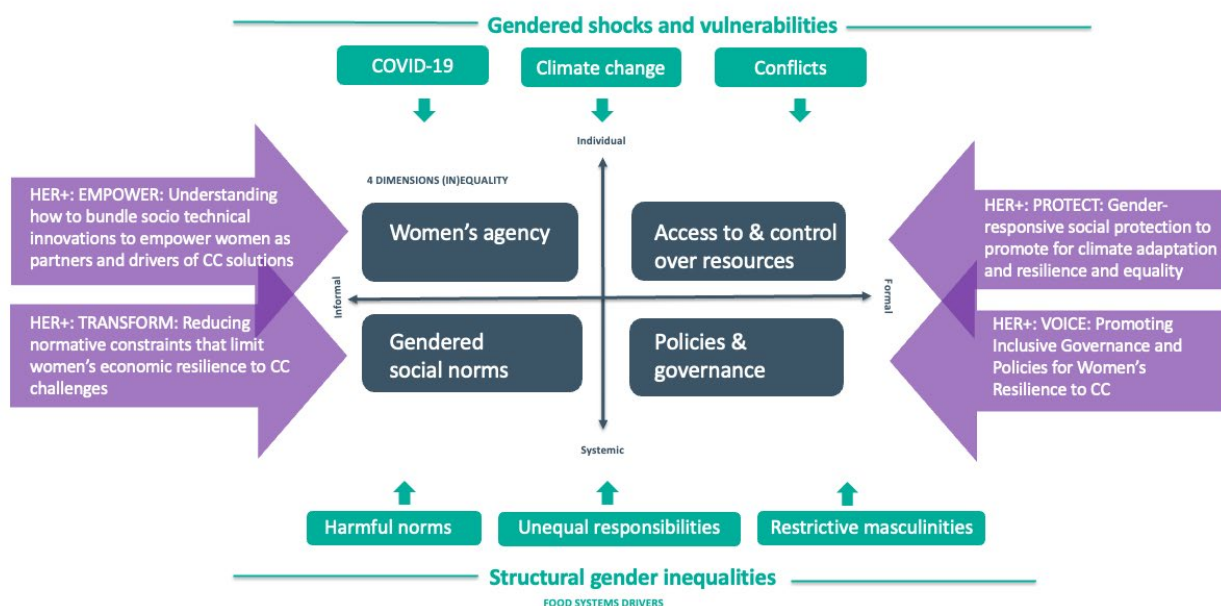 Gendered shocks and vulnerabilities
COVID-19
Climate change
Conflicts
Individual
4 DIMENSIONS (IN)EQUALITY
HER+: EMPOWER: Understanding
how to bundle socio technical
innovations to empower women as
partners and drivers of CC solutions
Women's agency
Access to & control
over resources
HER+: PROTECT: Gender-
responsive social protection to
promote for climate adaptation
and resilience and equality
Informal
Formal
HER+: TRANSFORM: Reducing
normative constraints that limit
women's economic resilience to CC
challenges
Gendered
social norms
Policies &
governance
HER+: VOICE: Promoting
Inclusive Governance and
Policies for Women's
Resilience to CC
Systemic
Harmful norms
Unequal responsibilities
Restrictive masculinities
Structural gender inequalities
FOOD SYSTEMS DRIVERS